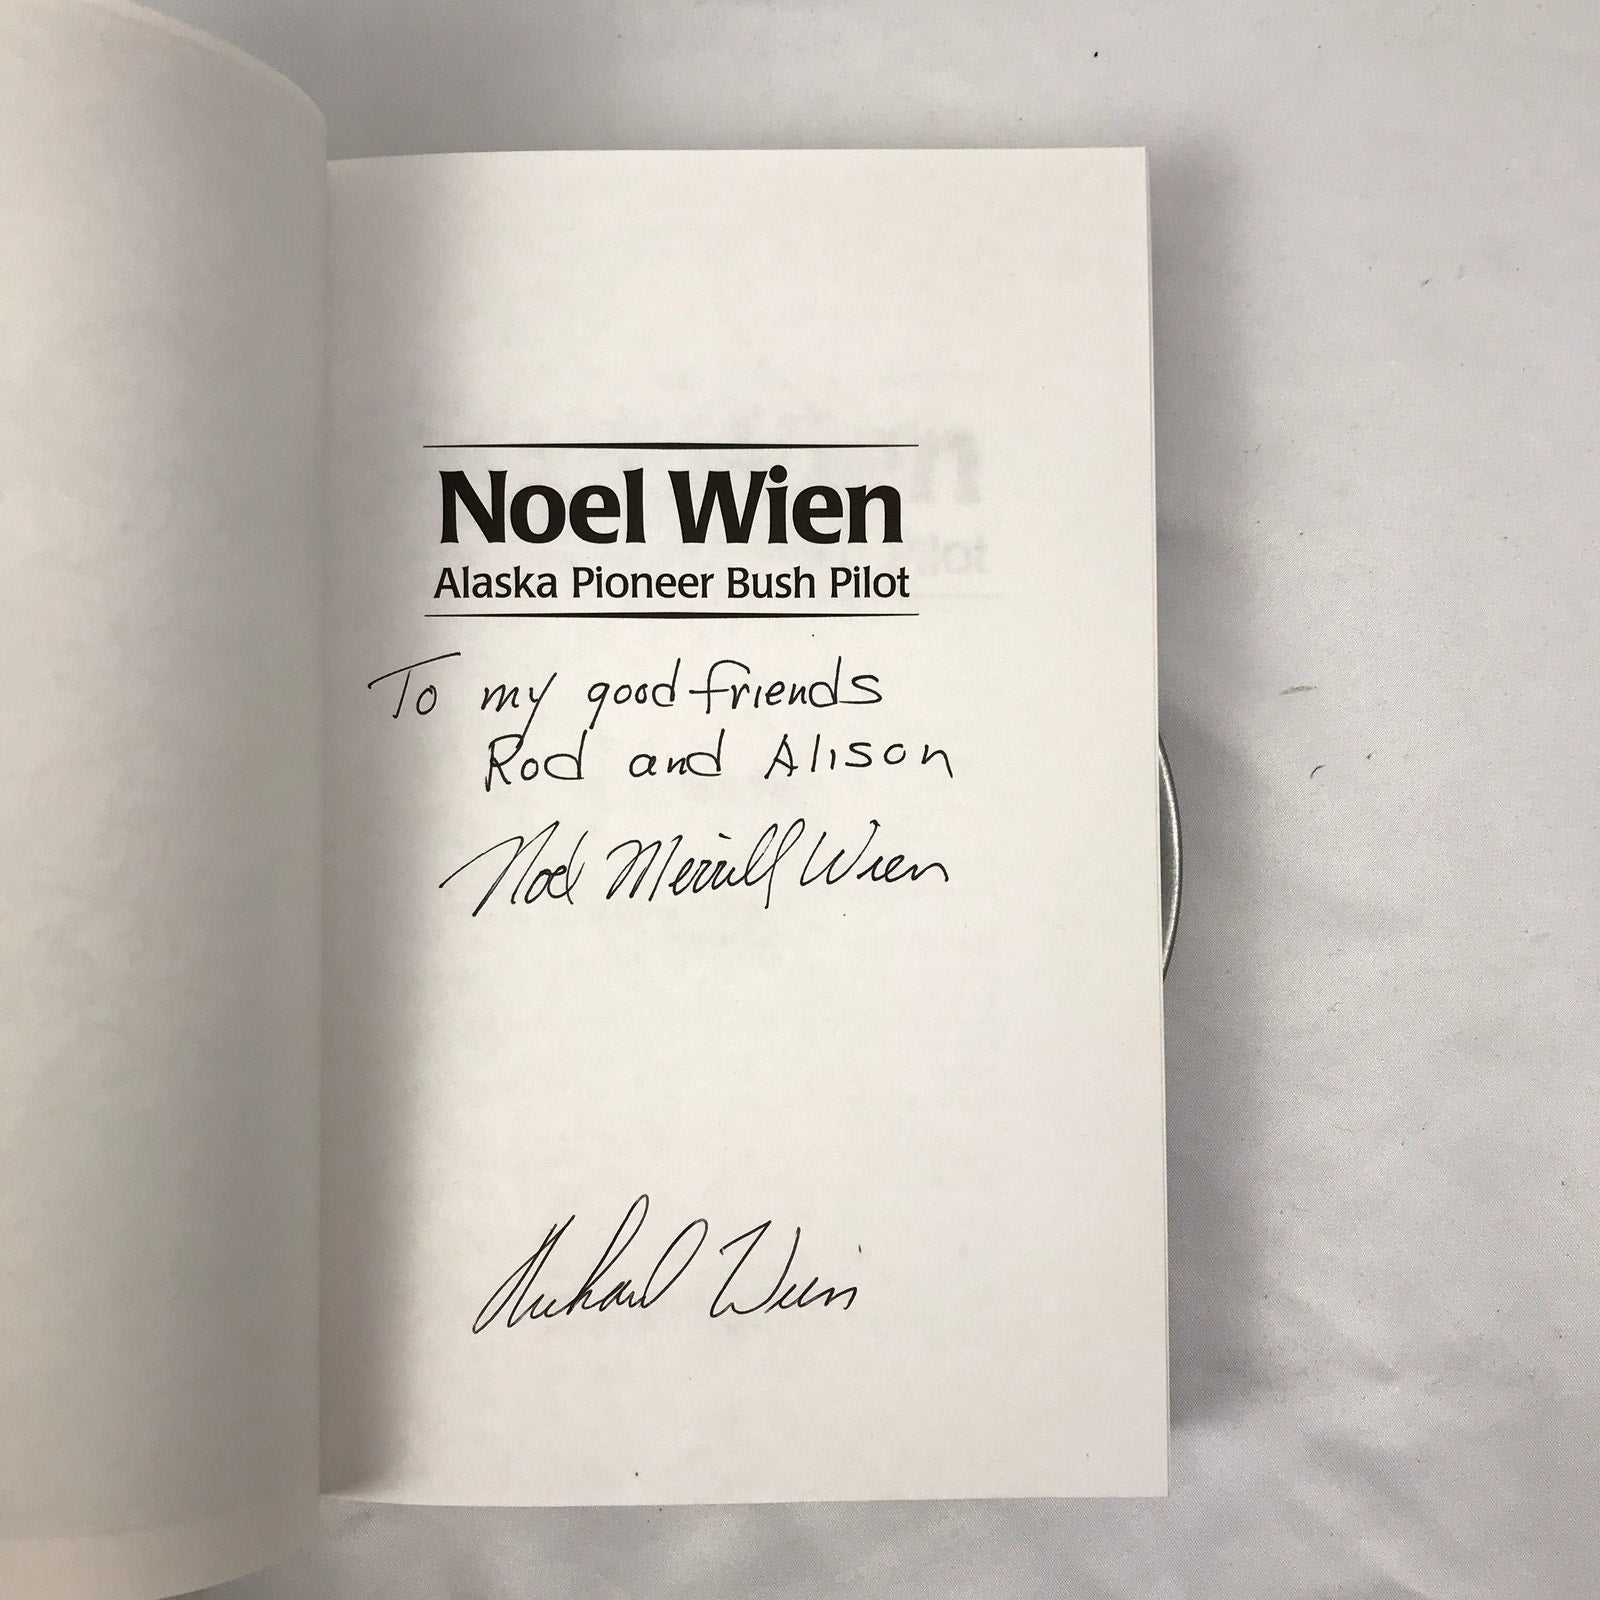 Noel Wien
Alaska Pioneer Bush Pilot
To my good friends
Rod and Alison
Noel Merrill Wien
Richard Wien